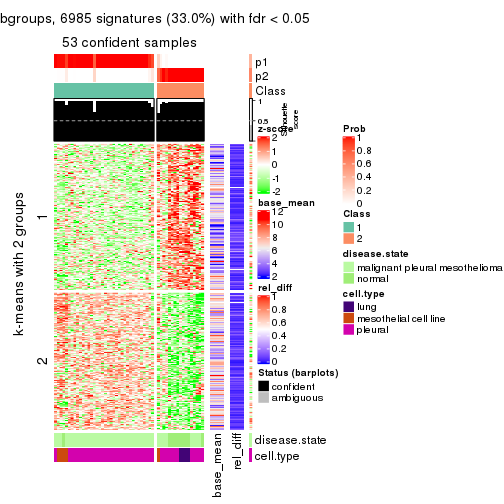 bgroups, 6985 signatures (33.0%) with fdr < 0.05
53 confident samples
p1
p2
Class
1
0.5
0
Silhouette
score
k-means with 2 groups
1
2
disease.state
cell.type
base_mean
rel_diff
z-score
2
1
0
-1
-2
base_mean
12
10
8
6
4
2
rel_diff
1
0.8
0.6
0.4
0.2
0
Status (barplots)
confident
ambiguous
Prob
1
0.8
0.6
0.4
0.2
0
Class
1
2
disease.state
malignant pleural mesothelioma
normal
cell.type
lung
mesothelial cell line
pleural